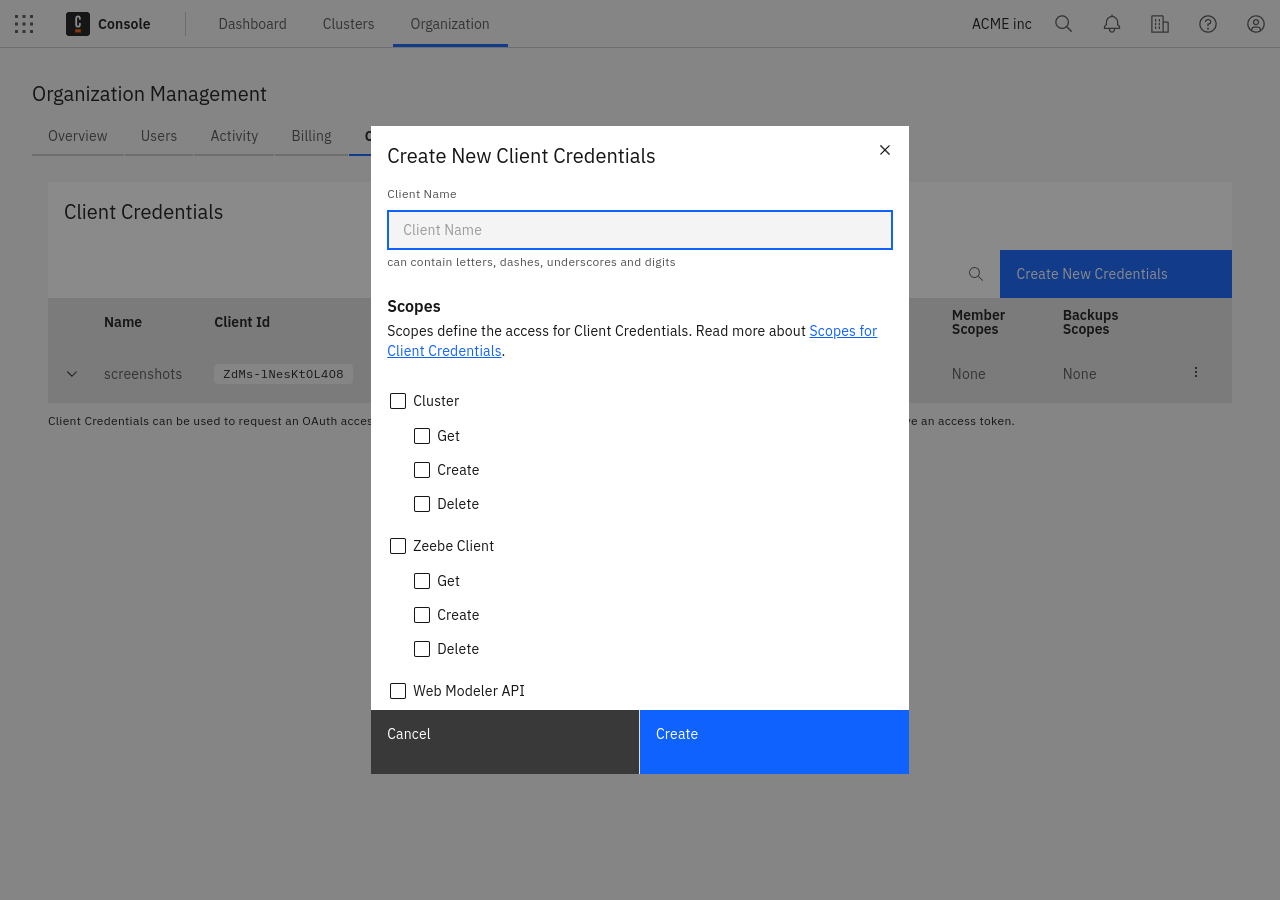 Console
Dashboard
Clusters
Organization
ACME inc
Organization Management
Overview
Users
Activity
Billing
Client Credentials
Create New Credentials
Name
Client Id
Member
Scopes
Backups
Scopes
screenshots
ZdMs-lNesKtOL4O8
None
None
Client Credentials can be used to request an OAuth
an access token.
Create New Client Credentials
Client Name
Client Name
can contain letters, dashes, underscores and digits
Scopes
Scopes define the access for Client Credentials. Read more about Scopes for
Client Credentials.
Cluster
Get
Create
Delete
Zeebe Client
Get
Create
Delete
Web Modeler API
Cancel
Create